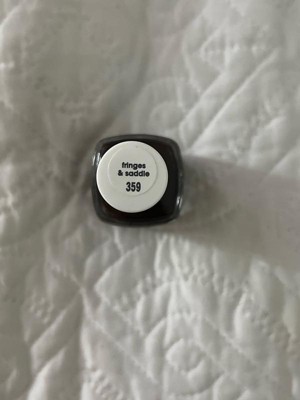 fringes
& saddle
359